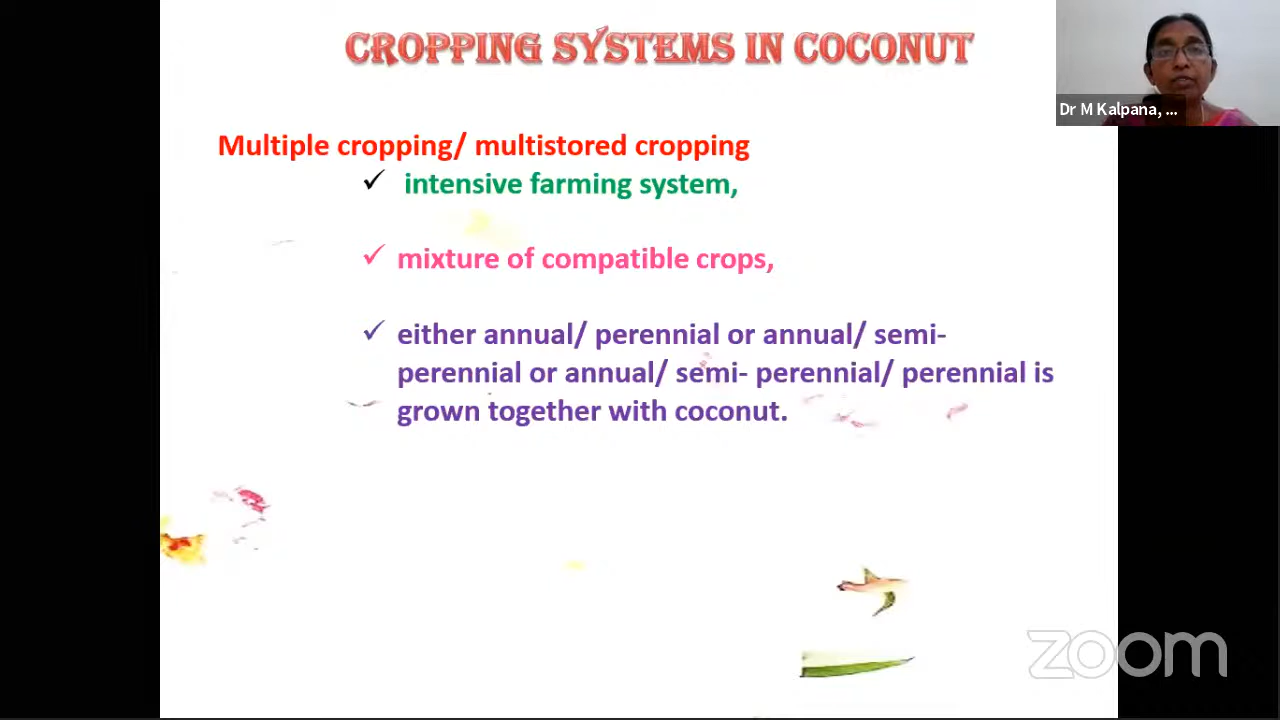 CROPPING SYSTEMS IN COCONUT
Dr M Kalpana, ...
Multiple cropping/ multistored cropping
✓ intensive farming system,
✓ mixture of compatible crops,
✓ either annual/ perennial or annual/ semi-
perennial or annual/ semi- perennial/ perennial is
grown together with coconut.
zoom